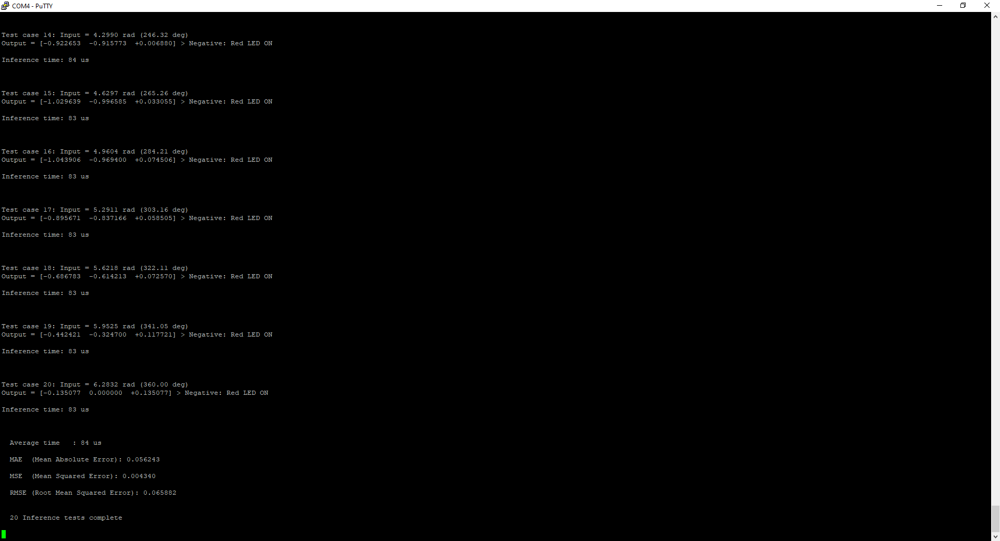 COM4 - PuTTY
Test case 14: Input = 4.2990 rad (246.32 deg)
Output = [-0.922653  -0.915773  +0.006880] > Negative: Red LED ON
Inference time: 84 us
Test case 15: Input = 4.6297 rad (265.26 deg)
Output = [-1.029639  -0.996585  +0.033055] > Negative: Red LED ON
Inference time: 83 us
Test case 16: Input = 4.9604 rad (284.21 deg)
Output = [-1.043906  -0.969400  +0.074506] > Negative: Red LED ON
Inference time: 83 us
Test case 17: Input = 5.2911 rad (303.16 deg)
Output = [-0.895671  -0.837166  +0.058505] > Negative: Red LED ON
Inference time: 83 us
Test case 18: Input = 5.6218 rad (322.11 deg)
Output = [-0.686783  -0.614213  +0.072570] > Negative: Red LED ON
Inference time: 83 us
Test case 19: Input = 5.9525 rad (341.05 deg)
Output = [-0.442421  -0.324700  +0.117721] > Negative: Red LED ON
Inference time: 83 us
Test case 20: Input = 6.2832 rad (360.00 deg)
Output = [-0.135077  0.000000  +0.135077] > Negative: Red LED ON
Inference time: 83 us
Average time   : 84 us
MAE  (Mean Absolute Error): 0.056243
MSE  (Mean Squared Error): 0.004340
RMSE (Root Mean Squared Error): 0.065882
20 Inference tests complete